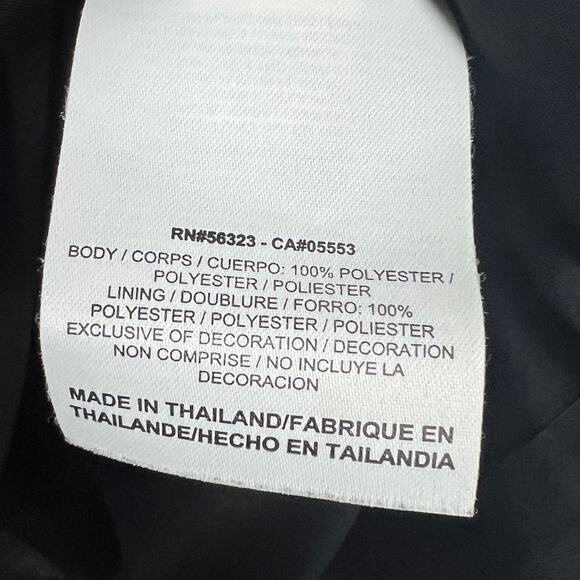 RN#56323 - CA#05553
BODY / CORPS / CUERPO: 100% POLYESTER /
POLYESTER / POLIESTER
LINING / DOUBLURE / FORRO: 100%
POLYESTER / POLYESTER / POLIESTER
EXCLUSIVE OF DECORATION / DECORATION
NON COMPRISE / NO INCLUYE LA
DECORACION
MADE IN THAILAND/FABRIQUE EN
THAILANDE/HECHO EN TAILANDIA